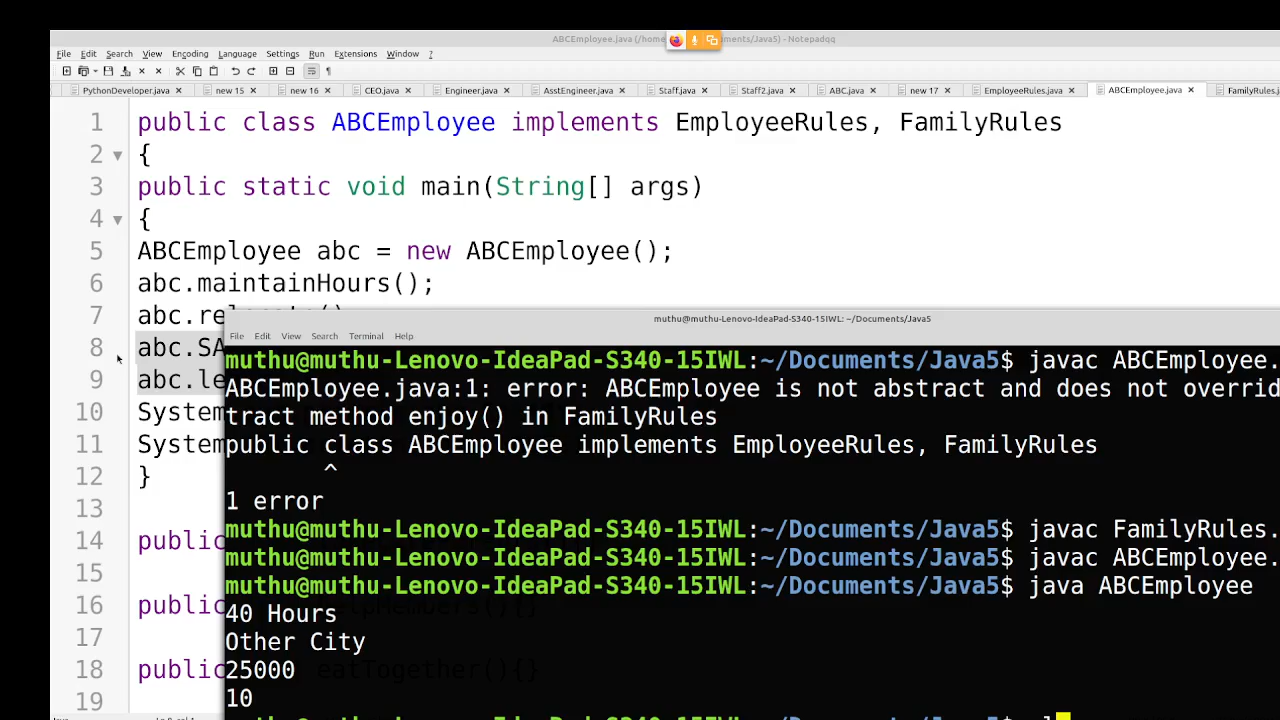 ABCEmployee.java (/home
ments/Java5) - Notepadqq
File Edit Search View Encoding Language Settings Run Extensions Window ?
PythonDeveloper.java new 15 new 16 CEO.java Engineer.java AsstEngineer.java Staff.java Staff2.java ABC.java new 17 EmployeeRules.java ABCEmployee.java FamilyRules.j
1 public class ABCEmployee implements EmployeeRules, FamilyRules
2 {
3 public static void main(String[] args)
4 {
5 ABCEmployee abc = new ABCEmployee();
6 abc.maintainHours();
7 abc.relocate()
8 abc.SA
9 abc.le
10 System
11 System
12 }
13
14 public
15
16 public helpMembers(){}
17
18 public eatTogether(){}
19
muthu@muthu-Lenovo-IdeaPad-S340-15IWL: ~/Documents/Java5
File Edit View Search Terminal Help
muthu@muthu-Lenovo-IdeaPad-S340-15IWL:~/Documents/Java5$ javac ABCEmployee.
ABCEmployee.java:1: error: ABCEmployee is not abstract and does not overrid
tract method enjoy() in FamilyRules
public class ABCEmployee implements EmployeeRules, FamilyRules
^
1 error
muthu@muthu-Lenovo-IdeaPad-S340-15IWL:~/Documents/Java5$ javac FamilyRules.
muthu@muthu-Lenovo-IdeaPad-S340-15IWL:~/Documents/Java5$ javac ABCEmployee.
muthu@muthu-Lenovo-IdeaPad-S340-15IWL:~/Documents/Java5$ java ABCEmployee
40 Hours
Other City
25000
10